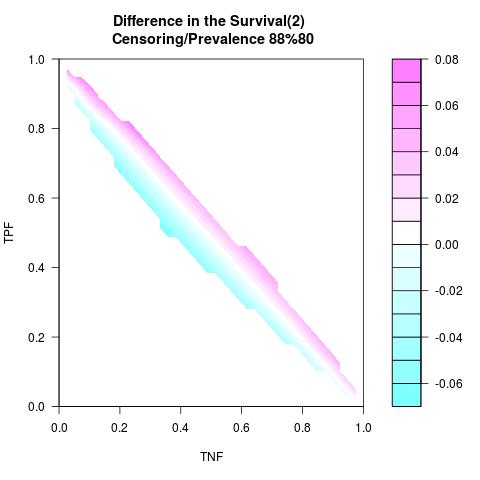 Difference in the Survival(2)
Censoring/Prevalence 88%80
1.0
0.8
0.6
0.4
0.2
0.0
TPF
0.0 0.2 0.4 0.6 0.8 1.0
TNF
0.08
0.06
0.04
0.02
0.00
-0.02
-0.04
-0.06